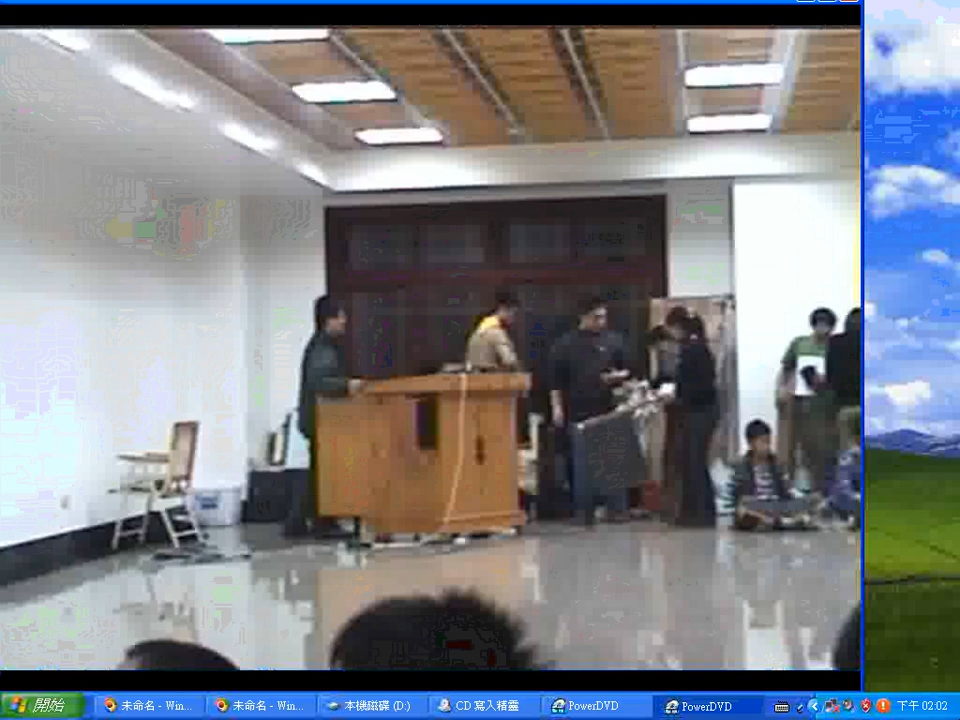 開始
未命名 - Win...
未命名 - Win...
本機磁碟 (D:)
CD 寫入精靈
PowerDVD
PowerDVD
下午 02:02